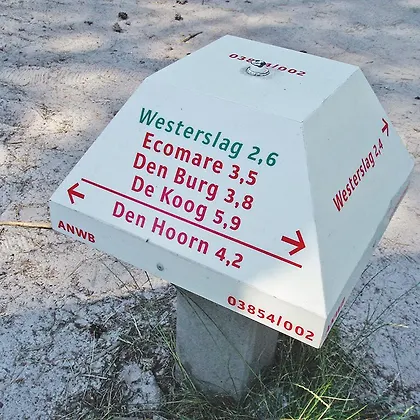 03854/002
Westerslag 2,6
Ecomare 3,5
Den Burg 3,8
De Koog 5,9
Den Hoorn 4,2
ANWB
03854/002
Westerslag 2,4